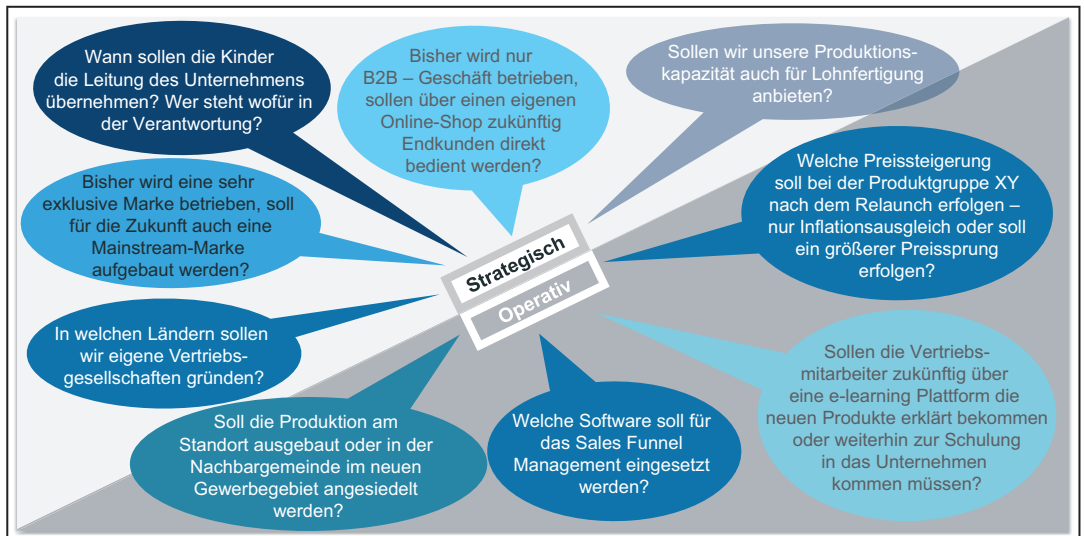 Wann sollen die Kinder
die Leitung des Unternehmens
übernehmen? Wer steht wofür in
der Verantwortung?
Bisher wird nur
B2B – Geschäft betrieben,
sollen über einen eigenen
Online-Shop zukünftig
Endkunden direkt
bedient werden?
Sollen wir unsere Produktions-
kapazität auch für Lohnfertigung
anbieten?
Bisher wird eine sehr
exklusive Marke betrieben, soll
für die Zukunft auch eine
Mainstream-Marke
aufgebaut werden?
Welche Preissteigerung
soll bei der Produktgruppe XY
nach dem Relaunch erfolgen –
nur Inflationsausgleich oder soll
ein größerer Preissprung
erfolgen?
Strategisch
Operativ
In welchen Ländern sollen
wir eigene Vertriebs-
gesellschaften gründen?
Soll die Produktion am
Standort ausgebaut oder in der
Nachbargemeinde im neuen
Gewerbegebiet angesiedelt
werden?
Welche Software soll für
das Sales Funnel
Management eingesetzt
werden?
Sollen die Vertriebs-
mitarbeiter zukünftig über
eine e-learning Plattform die
neuen Produkte erklärt bekommen
oder weiterhin zur Schulung
in das Unternehmen
kommen müssen?